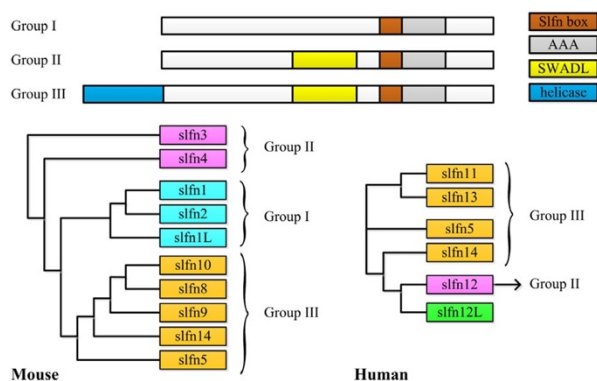 Group I
Group II
Group III
Slfn box
AAA
SWADL
helicase
slfn3
slfn4
Group II
slfn1
slfn2
slfn1L
Group I
slfn10
slfn8
slfn9
slfn14
slfn5
Group III
Mouse
slfn11
slfn13
slfn5
slfn14
Group III
slfn12
Group II
slfn12L
Human